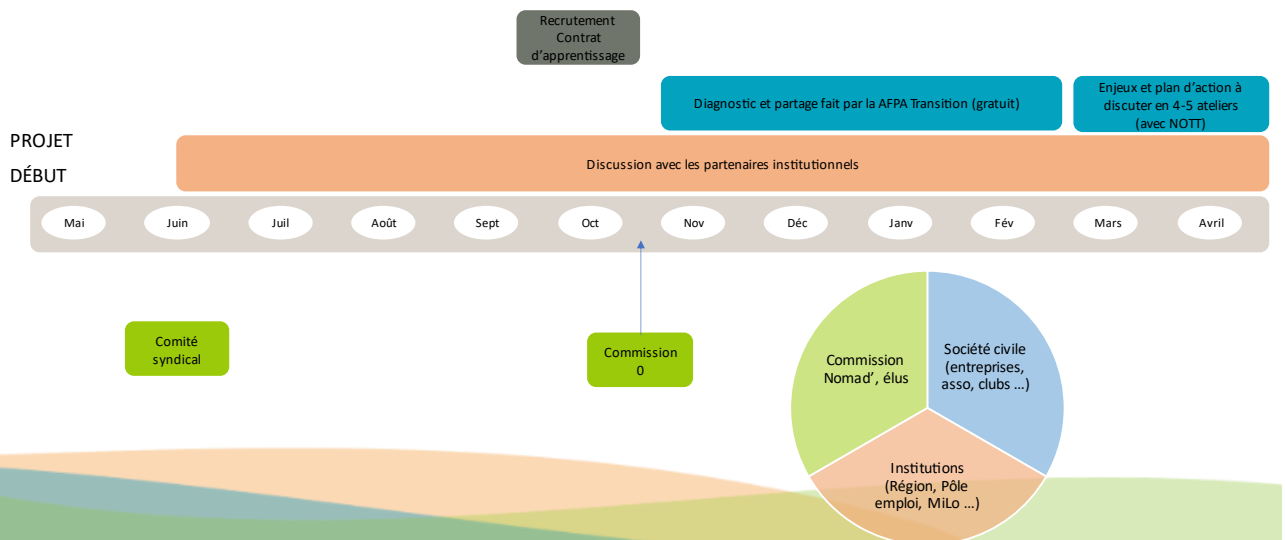 Recrutement
Contrat
d'apprentissage
Diagnostic et partage fait par la AFPA Transition (gratuit)
Enjeux et plan d'action à
discuter en 4-5 ateliers
(avec NOTT)
PROJET
DÉBUT
Discussion avec les partenaires institutionnels
Mai
Juin
Juil
Août
Sept
Oct
Nov
Déc
Janv
Fév
Mars
Avril
Comité
syndical
Commission
0
Commission
Nomad', élus
Société civile
(entreprises,
asso, clubs ...)
Institutions
(Région, Pôle
emploi, MiLo ...)